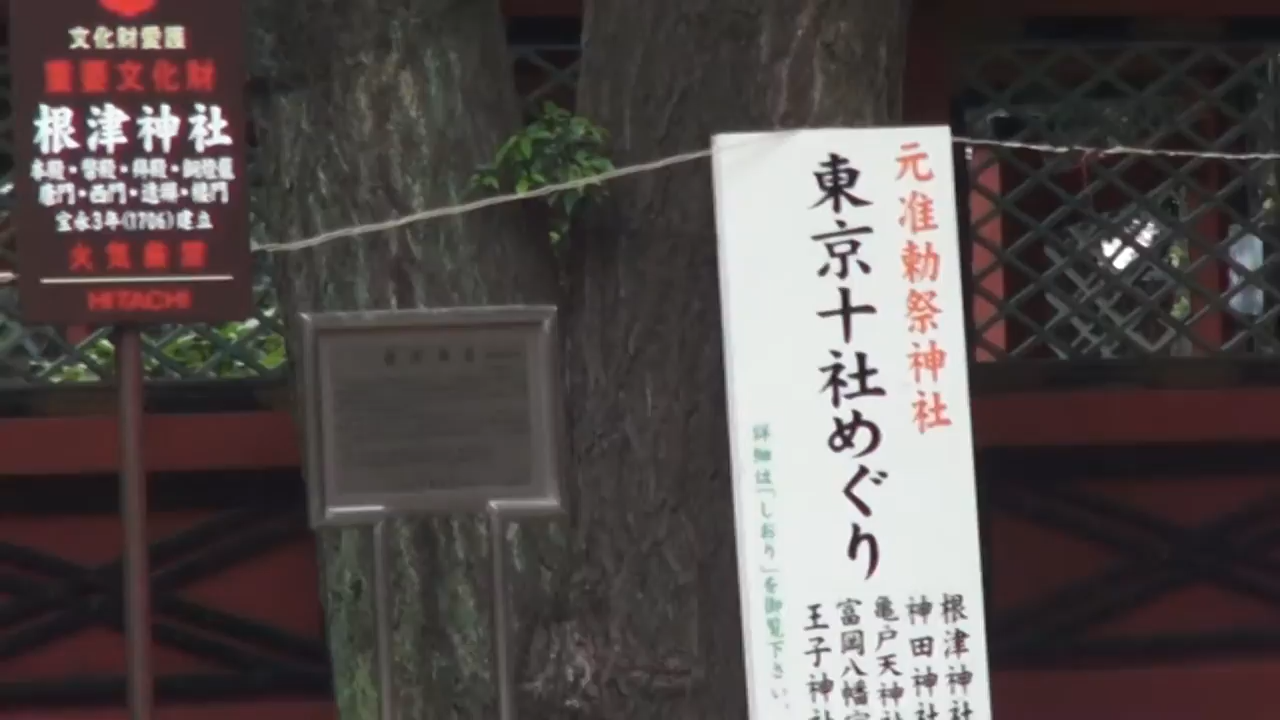 文化財愛護
重要文化財
根津神社
本殿・幣殿・拝殿・銅燈籠
唐門・西門・透塀・楼門
宝永3年(1706)建立
火気厳禁
HITACHI
元准勅祭神社
東京十社めぐり
根津神社
神田神社
亀戸天神社
富岡八幡宮
王子神社
詳細は「しおり」を御覧下さい。